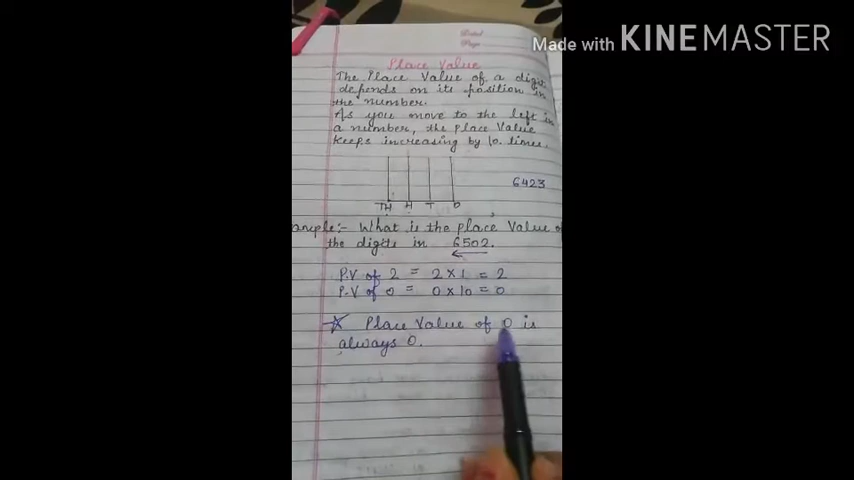 Made with KINEMASTER
Page
Place Value
The Place Value of a digit
depends on its position in
the number.
As you move to the left in
a number, the place Value
keeps increasing by 10 times.
6423
TH H T O
ample:- What is the place Value of
the digits in 6502.
P.V of 2 = 2 x 1 = 2
P.V of 0 = 0 x 10 = 0
☆ Place Value of 0 is
always 0.